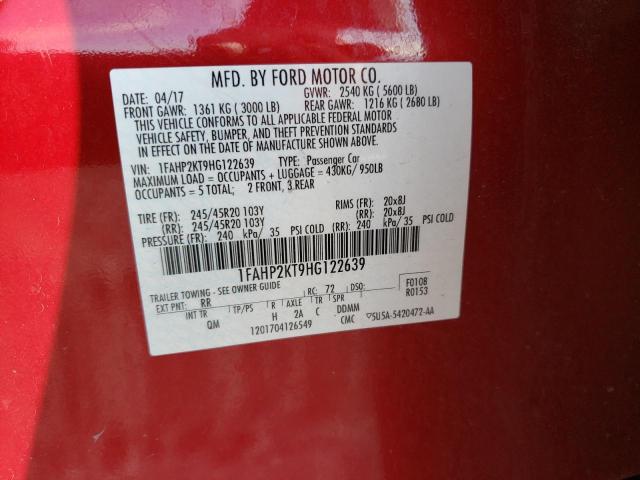 MFD. BY FORD MOTOR CO.
DATE: 04/17 GVWR: 2540 KG ( 5600 LB)
FRONT GAWR: 1361 KG ( 3000 LB) REAR GAWR: 1216 KG ( 2680 LB)
THIS VEHICLE CONFORMS TO ALL APPLICABLE FEDERAL MOTOR
VEHICLE SAFETY, BUMPER, AND THEFT PREVENTION STANDARDS
IN EFFECT ON THE DATE OF MANUFACTURE SHOWN ABOVE.
VIN: 1FAHP2KT9HG122639 TYPE: Passenger Car
MAXIMUM LOAD = OCCUPANTS + LUGGAGE = 430KG/ 950LB
OCCUPANTS = 5 TOTAL; 2 FRONT, 3 REAR
TIRE (FR): 245/45R20 103Y RIMS (FR): 20x8J
(RR): 245/45R20 103Y (RR): 20x8J
PRESSURE (FR): 240 kPa/ 35 PSI COLD (RR): 240 kPa/ 35 PSI COLD
1FAHP2KT9HG122639
TRAILER TOWING - SEE OWNER GUIDE
EXT PNT: RR RC: 72 DSO: F0108
R0153
INT TR TP/PS R AXLE TR SPR
QM H 2A C DDMM
1201704126549 CMC 5U5A-5420472-AA